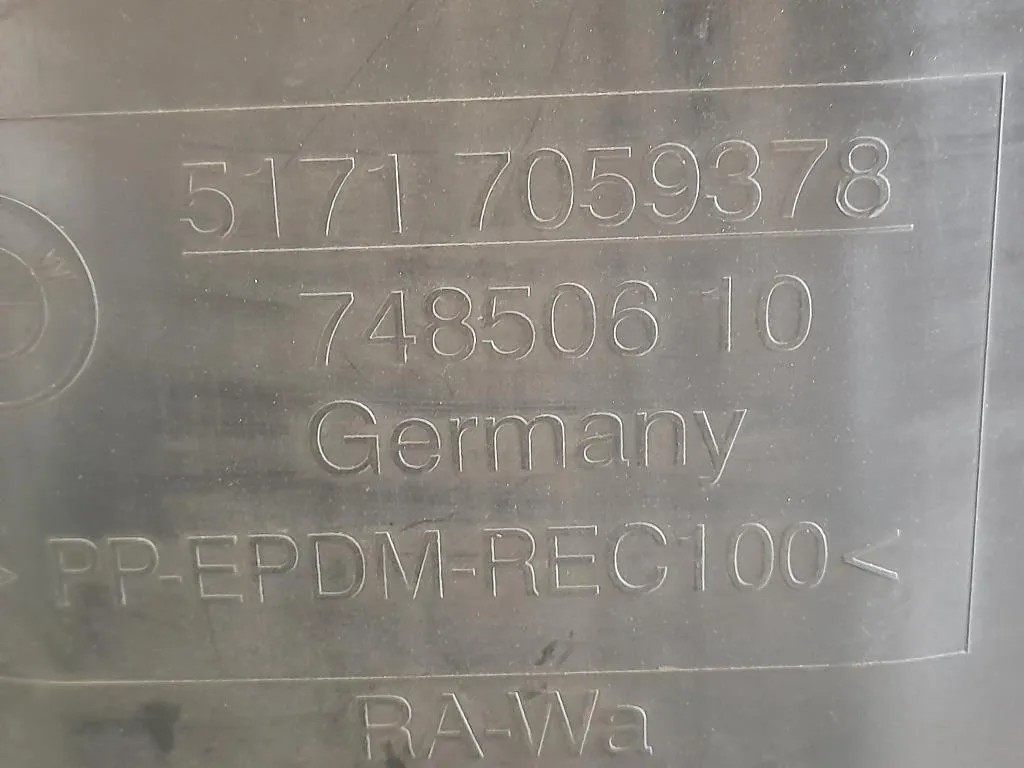 5171 7059378
W
748506 10
Germany
>PP-EPDM-REC100<
RA-Wa